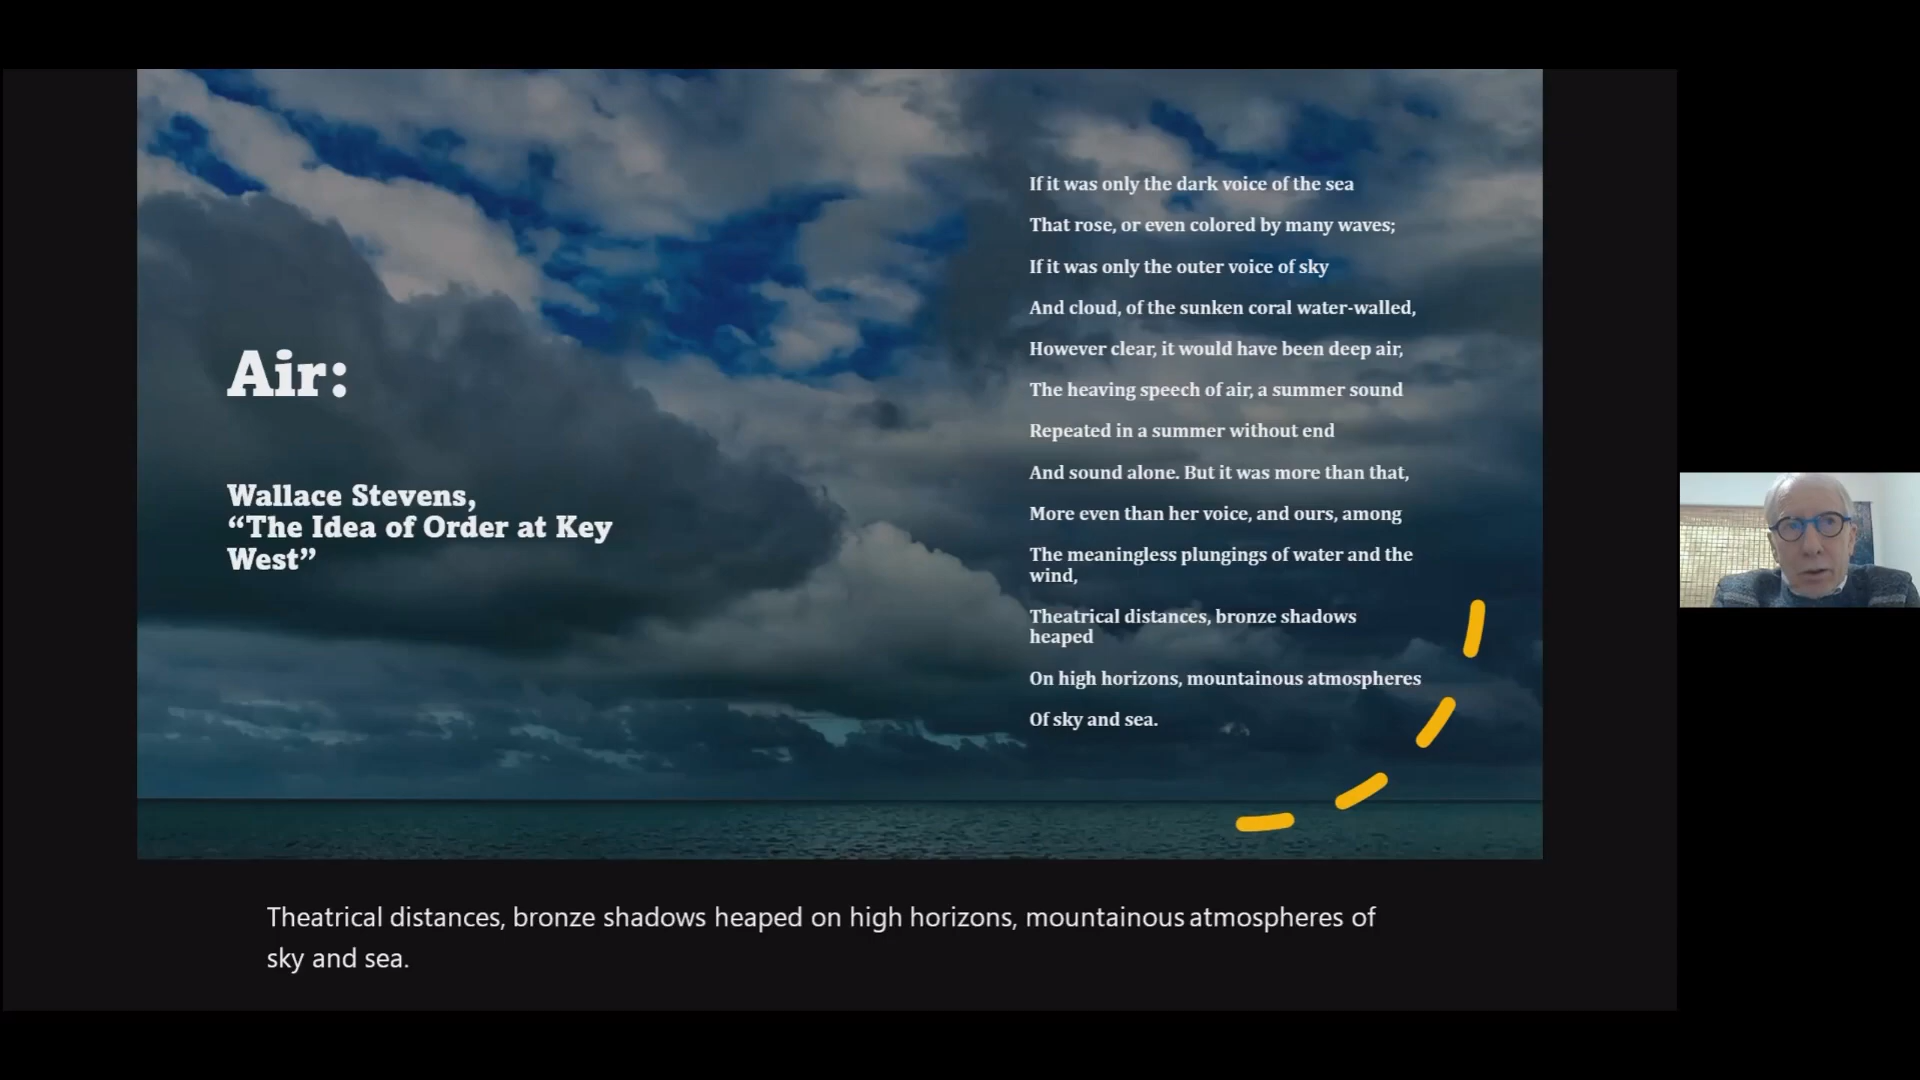 Air:
Wallace Stevens,
“The Idea of Order at Key
West”
If it was only the dark voice of the sea
That rose, or even colored by many waves;
If it was only the outer voice of sky
And cloud, of the sunken coral water-walled,
However clear, it would have been deep air,
The heaving speech of air, a summer sound
Repeated in a summer without end
And sound alone. But it was more than that,
More even than her voice, and ours, among
The meaningless plungings of water and the
wind,
Theatrical distances, bronze shadows
heaped
On high horizons, mountainous atmospheres
Of sky and sea.
Theatrical distances, bronze shadows heaped on high horizons, mountainous atmospheres of
sky and sea.